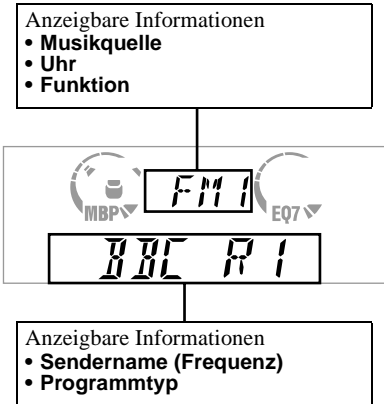 Anzeigbare Informationen
• Musikquelle
• Uhr
• Funktion
MBP
FM1
EQ7
BBC R1
Anzeigbare Informationen
• Sendername (Frequenz)
• Programmtyp